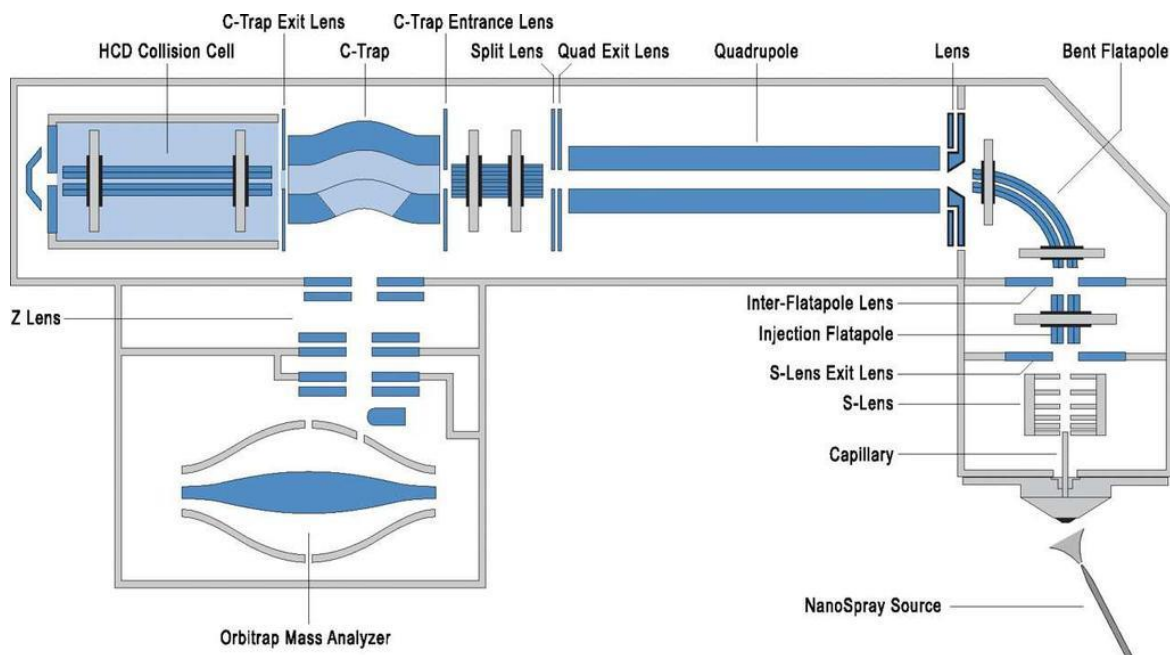 C-Trap Exit Lens
C-Trap Entrance Lens
HCD Collision Cell
C-Trap
Split Lens
Quad Exit Lens
Quadrupole
Lens
Bent Flatapole
Z Lens
Inter-Flatapole Lens
Injection Flatapole
S-Lens Exit Lens
S-Lens
Capillary
NanoSpray Source
Orbitrap Mass Analyzer